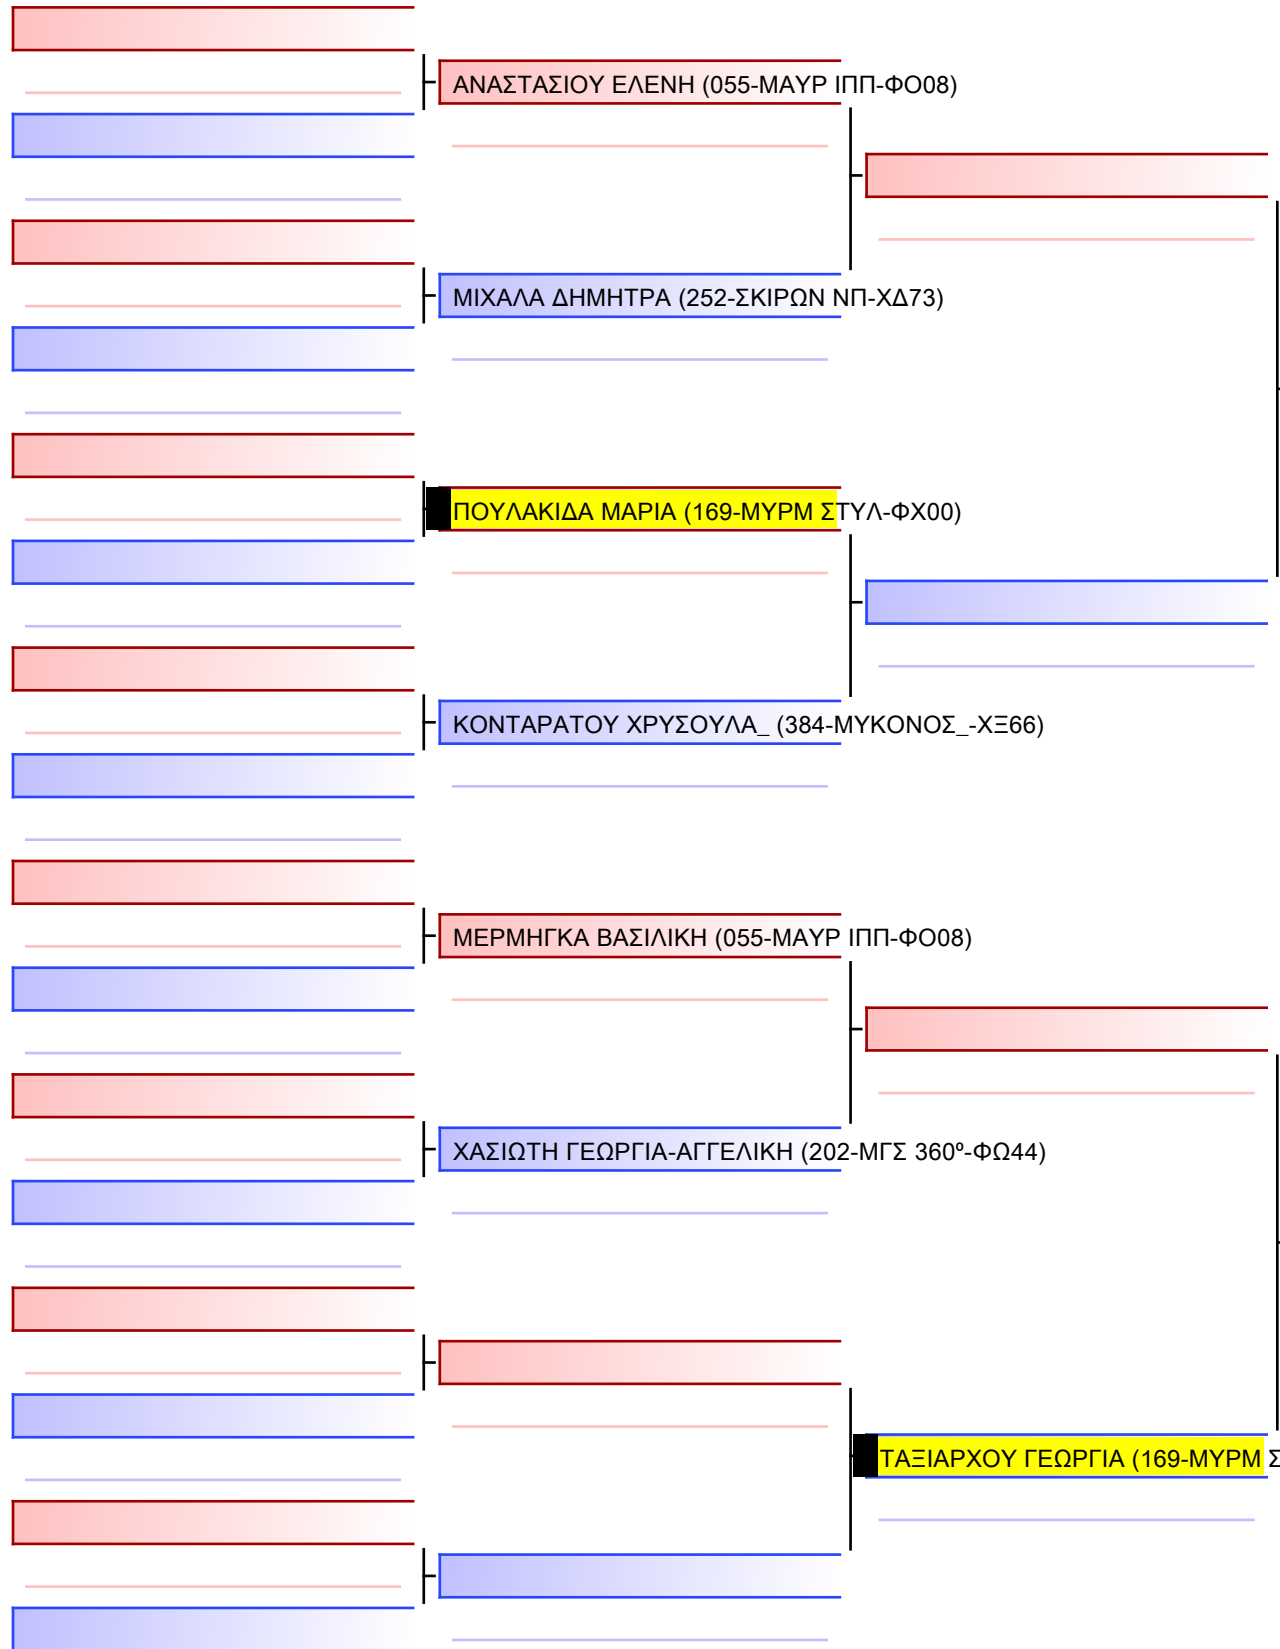 ΑΝΑΣΤΑΣΙΟΥ ΕΛΕΝΗ (055-ΜΑΥΡ ΙΠΠ-ΦΟ08)
ΜΙΧΑΛΑ ΔΗΜΗΤΡΑ (252-ΣΚΙΡΩΝ ΝΠ-ΧΔ73)
ΠΟΥΛΑΚΙΔΑ ΜΑΡΙΑ (169-ΜΥΡΜ ΣΤΥΛ-ΦΧ00)
ΚΟΝΤΑΡΑΤΟΥ ΧΡΥΣΟΥΛΑ_ (384-ΜΥΚΟΝΟΣ_-ΧΞ66)
ΜΕΡΜΗΓΚΑ ΒΑΣΙΛΙΚΗ (055-ΜΑΥΡ ΙΠΠ-ΦΟ08)
ΧΑΣΙΩΤΗ ΓΕΩΡΓΙΑ-ΑΓΓΕΛΙΚΗ (202-ΜΓΣ 360º-ΦΩ44)
ΤΑΞΙΑΡΧΟΥ ΓΕΩΡΓΙΑ (169-ΜΥΡΜ Σ